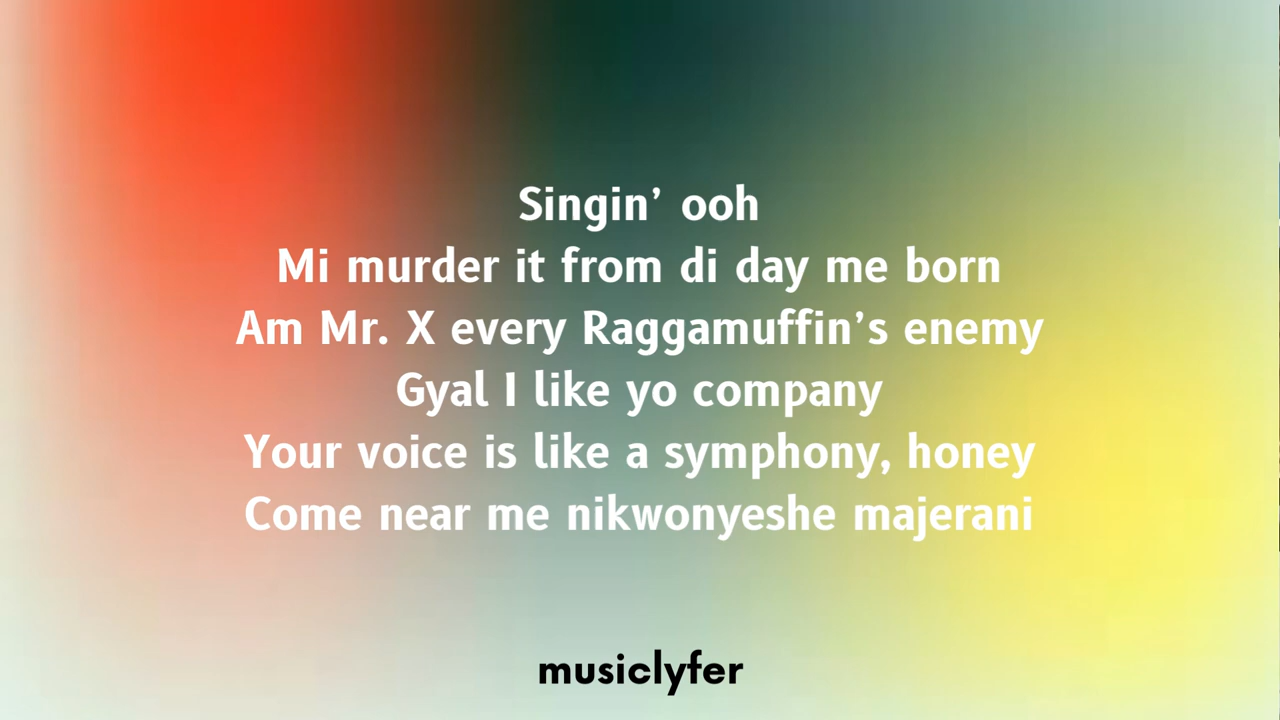 Singin’ ooh
Mi murder it from di day me born
Am Mr. X every Raggamuffin’s enemy
Gyal I like yo company
Your voice is like a symphony, honey
Come near me nikwonyeshe majerani
musiclyfer